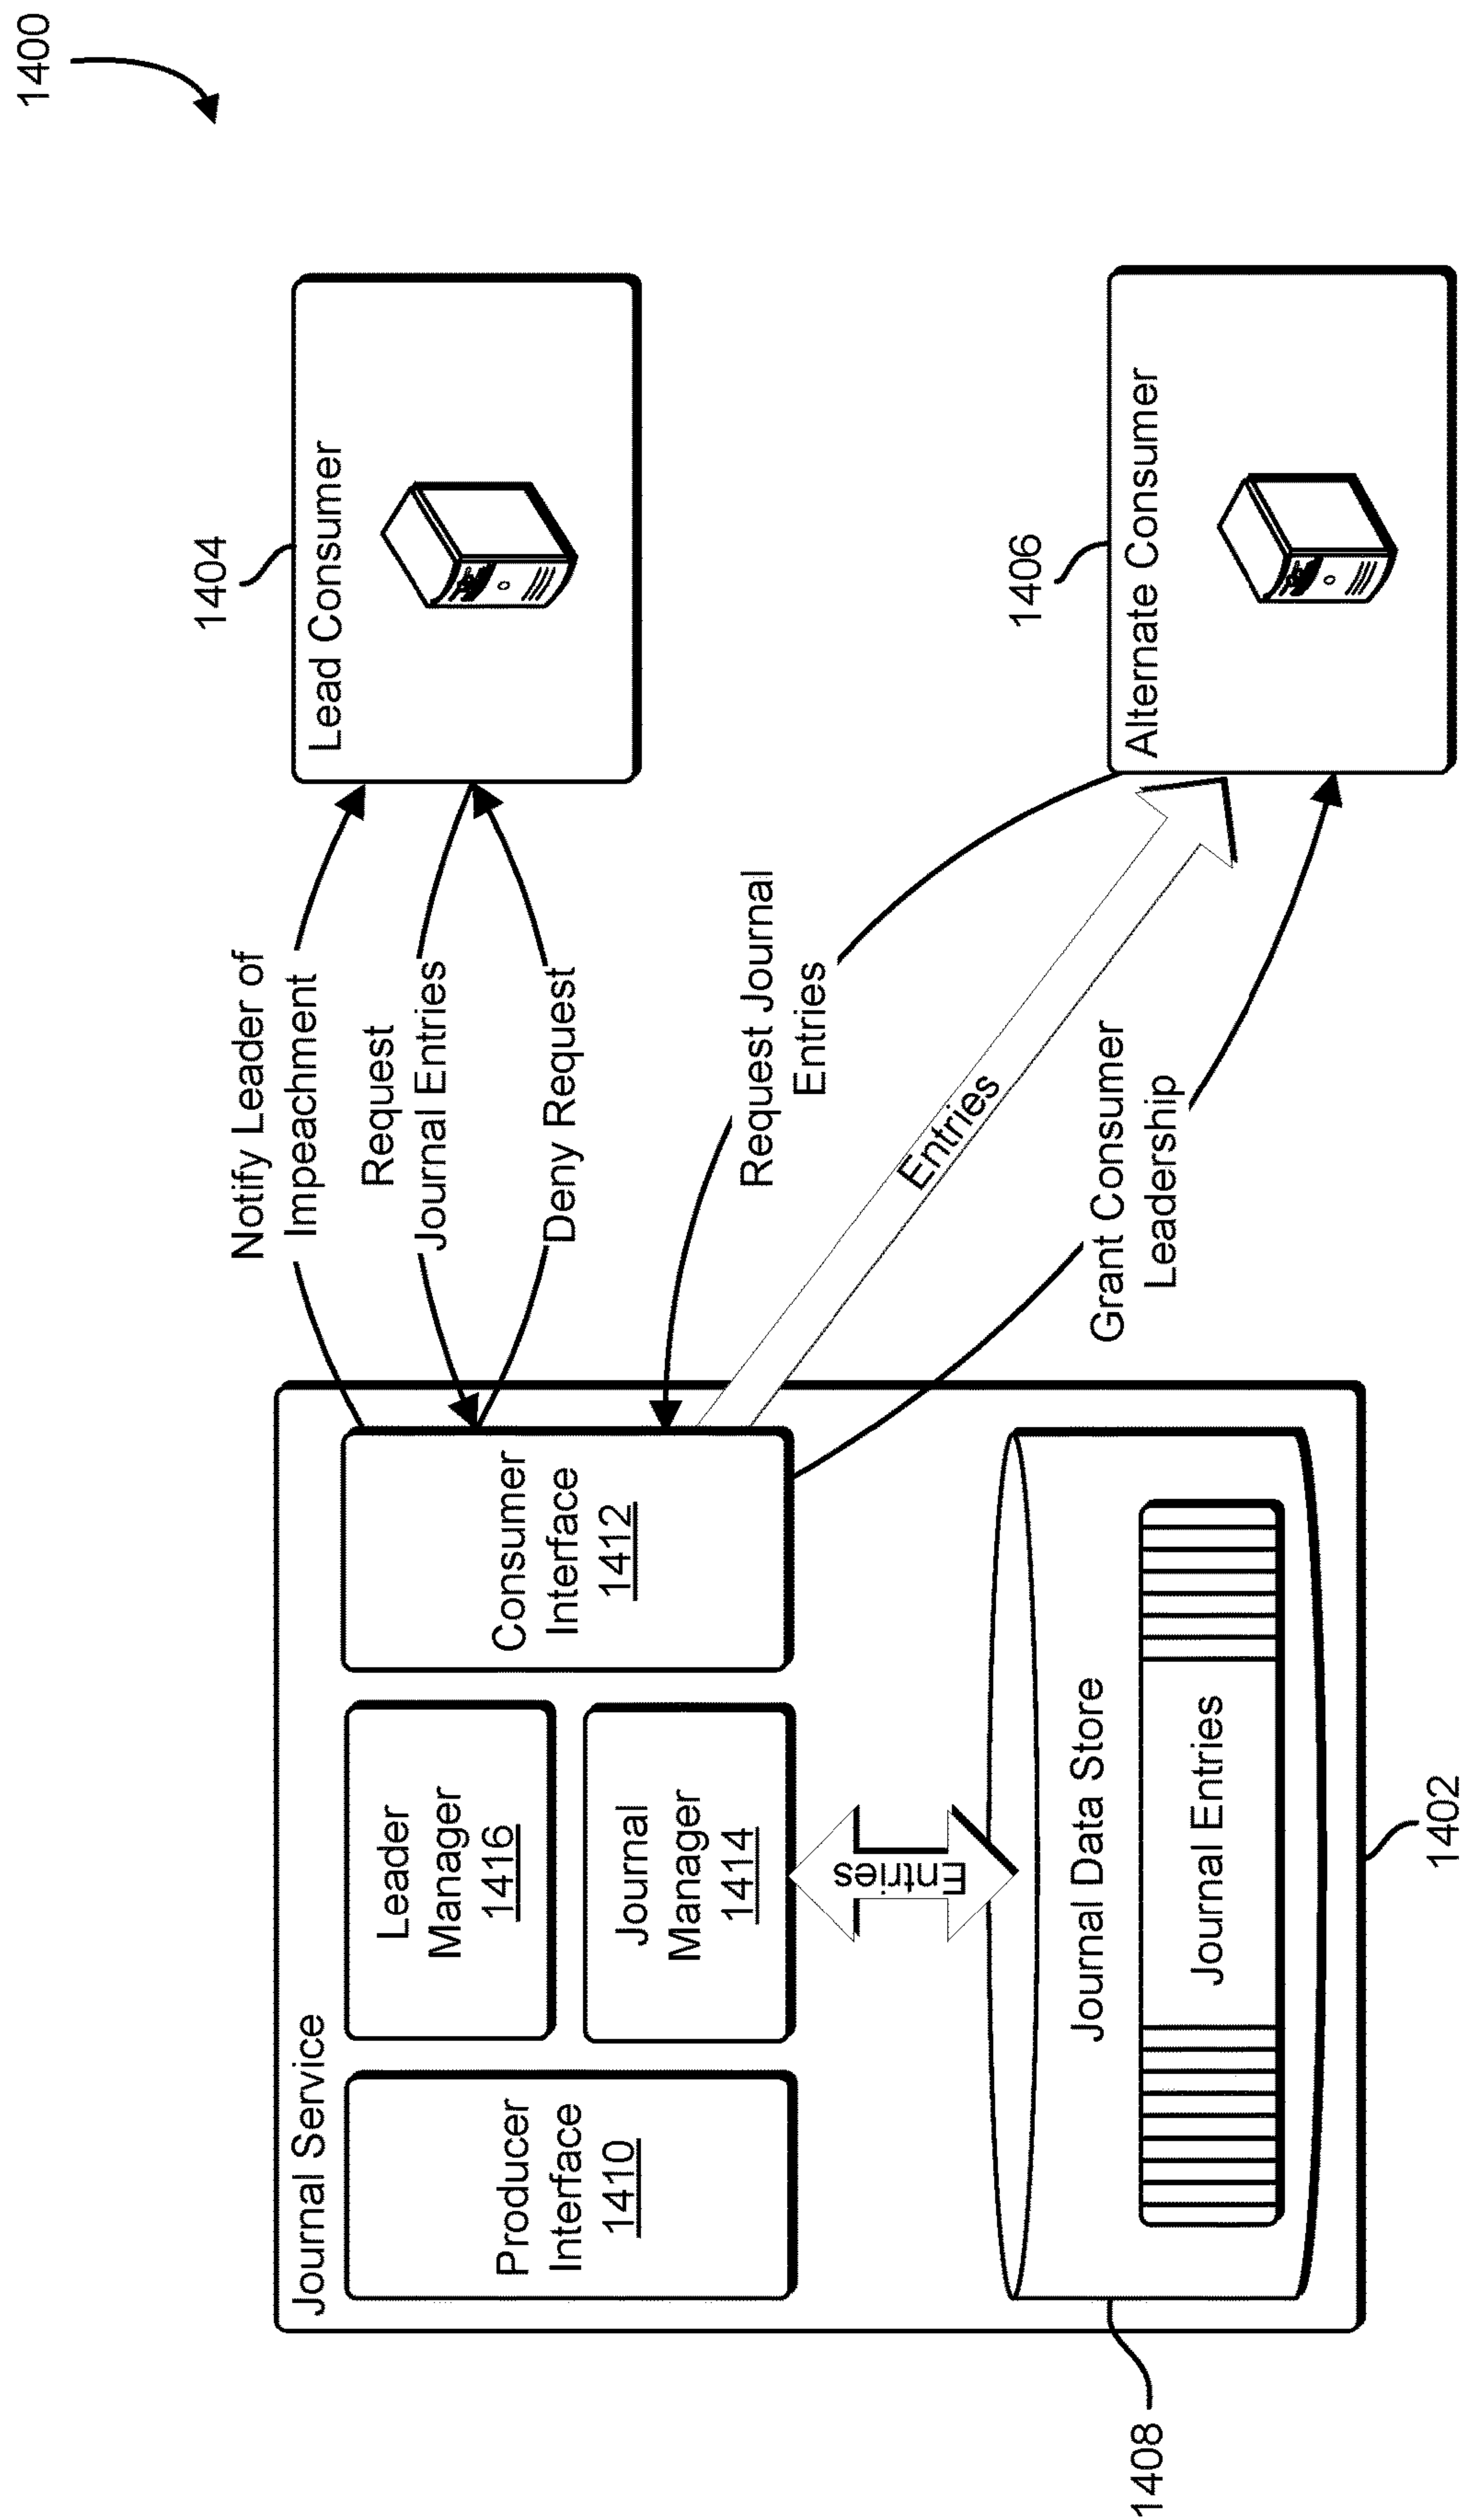 1400
Journal Service
Producer
Interface
1410
Leader
Manager
1416
Journal
Manager
1414
Consumer
Interface
1412
Entries
Journal Data Store
Journal Entries
1408
1402
Notify Leader of
Impeachment
Request
Journal Entries
Deny Request
1404
Lead Consumer
Request Journal
Entries
Entries
Grant Consumer
Leadership
1406
Alternate Consumer